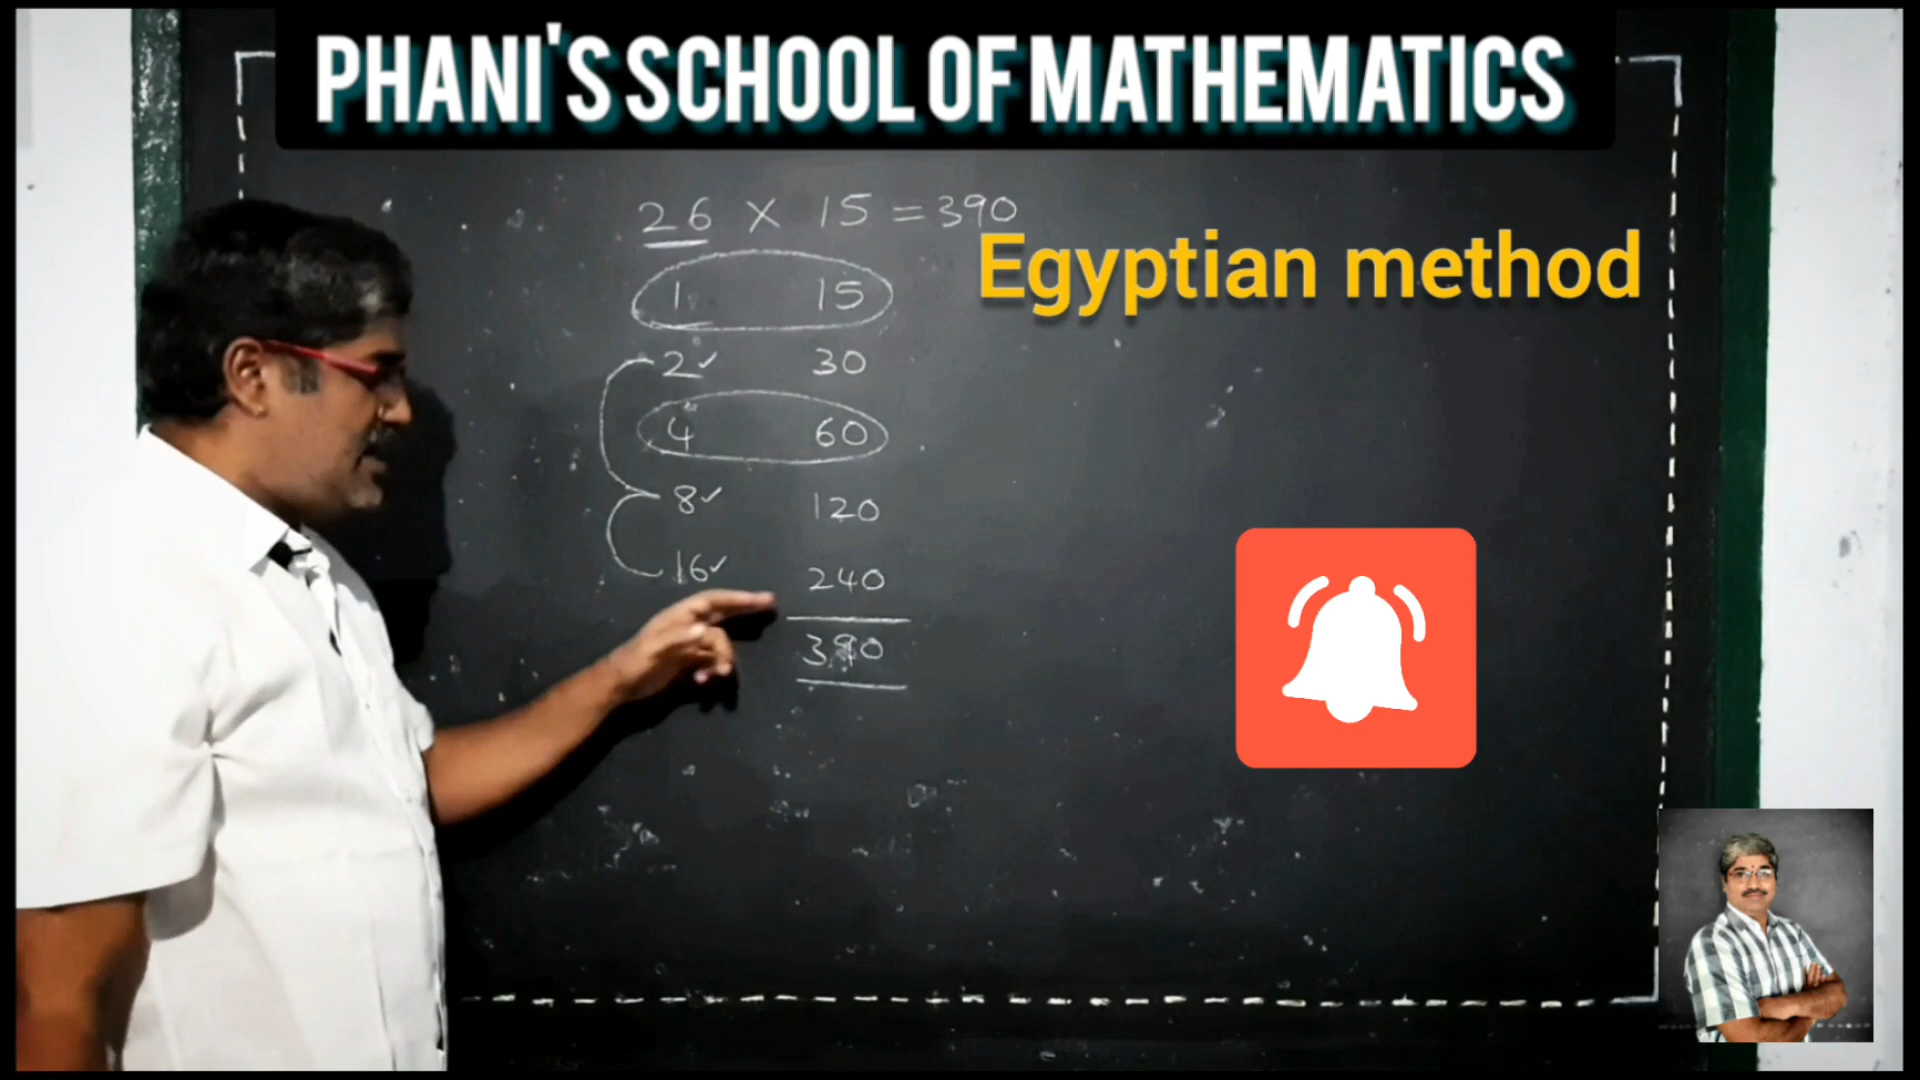 PHANI'S SCHOOL OF MATHEMATICS
26 X 15 = 390
Egyptian method
1 15
2✓ 30
4 60
8✓ 120
16✓ 240
390